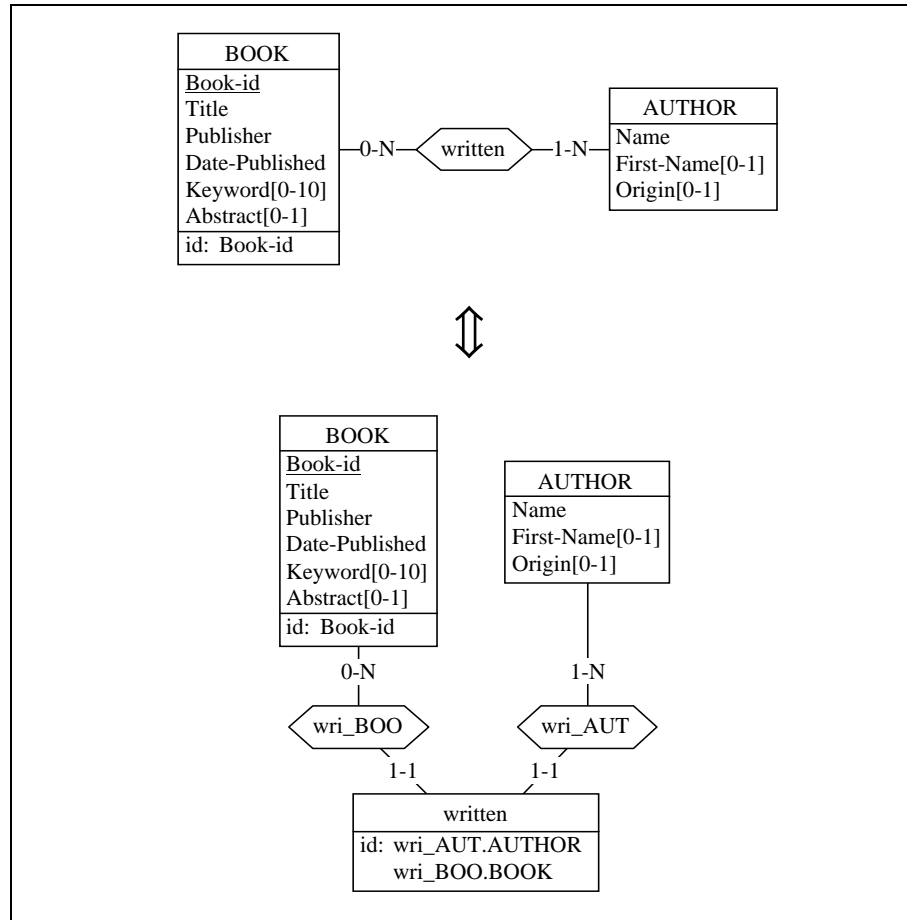 BOOK
Book-id
Title
Publisher
Date-Published
Keyword[0-10]
Abstract[0-1]
id: Book-id
0-N
written
1-N
AUTHOR
Name
First-Name[0-1]
Origin[0-1]
⇕
BOOK
Book-id
Title
Publisher
Date-Published
Keyword[0-10]
Abstract[0-1]
id: Book-id
AUTHOR
Name
First-Name[0-1]
Origin[0-1]
0-N
1-N
wri_BOO
wri_AUT
1-1
1-1
written
id: wri_AUT.AUTHOR
wri_BOO.BOOK